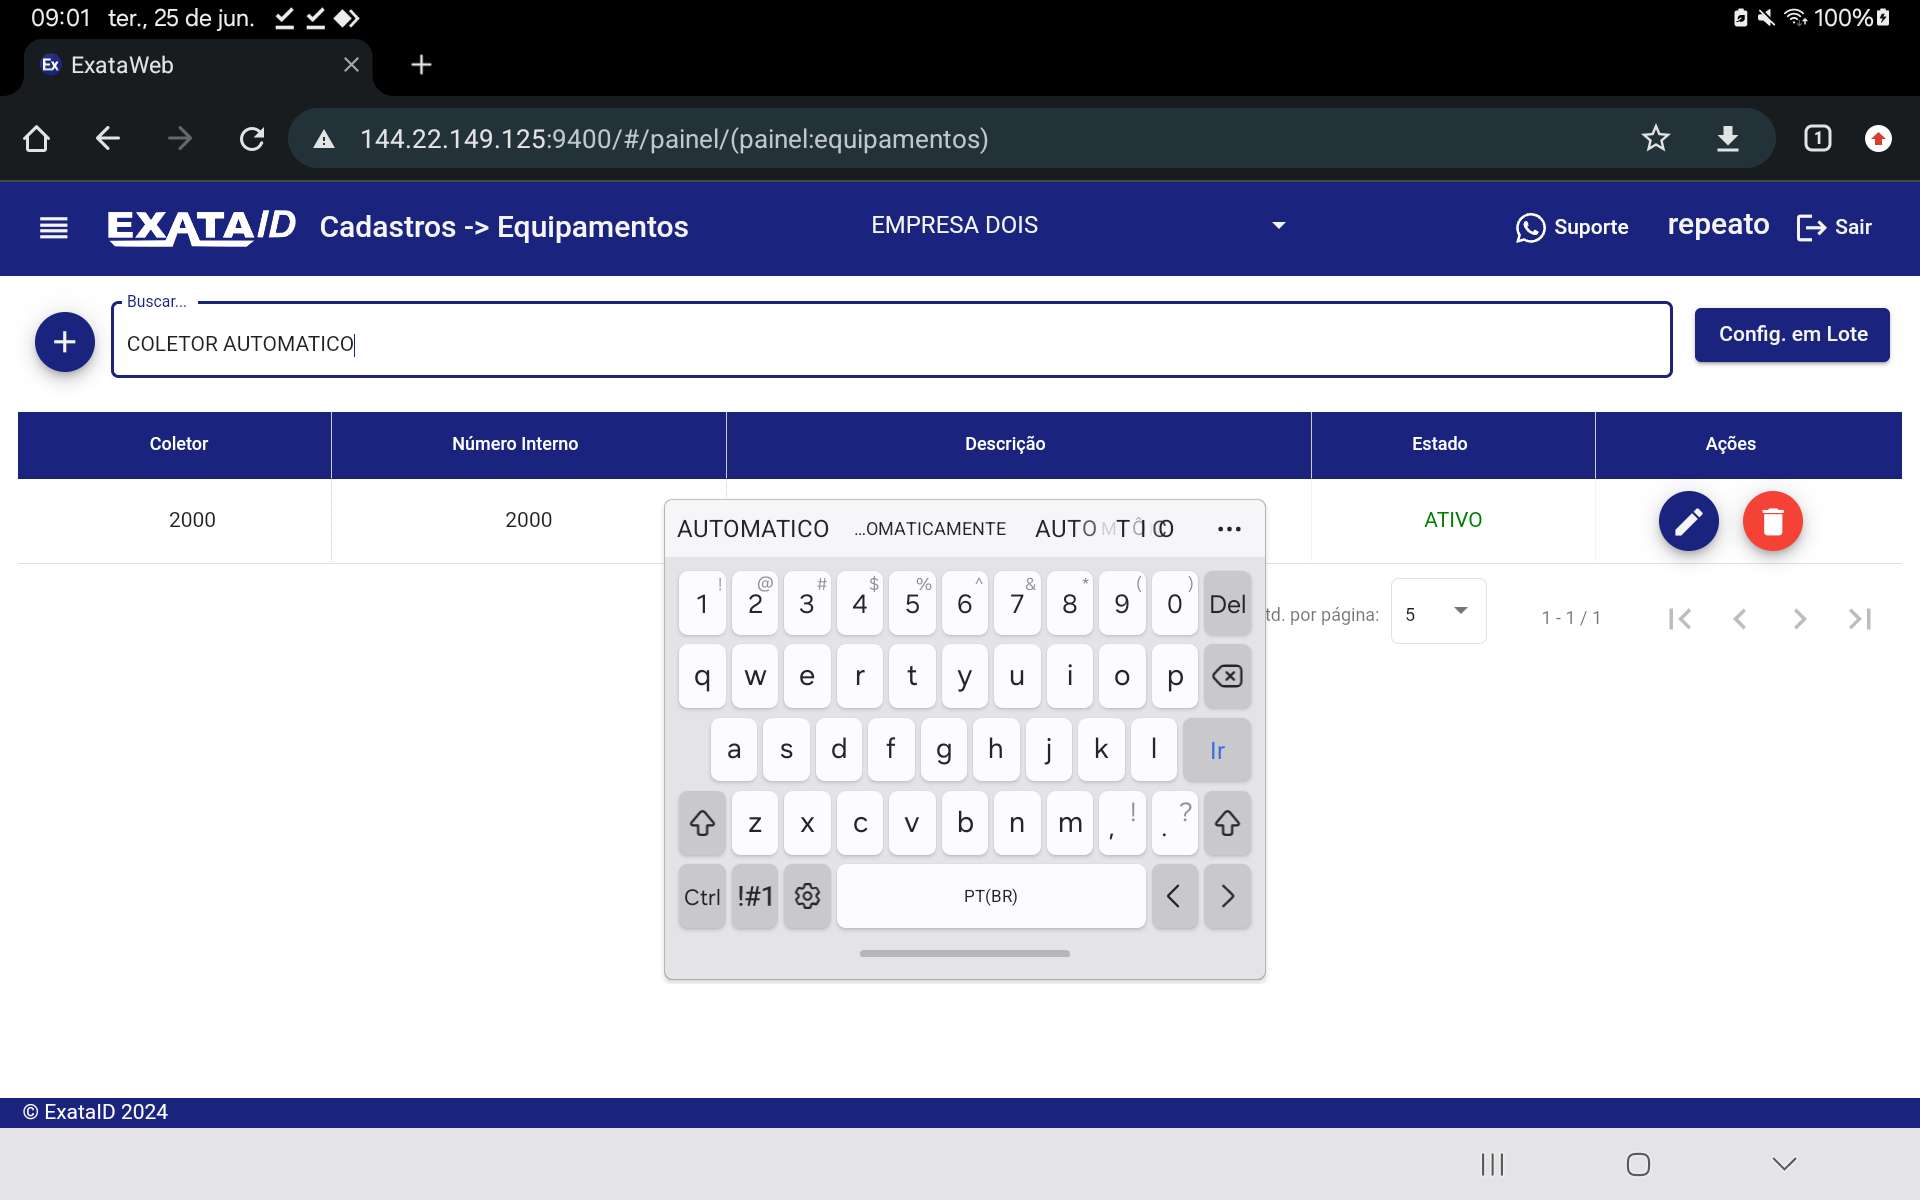 09:01 ter., 25 de jun.
100%
Ex ExataWeb
144.22.149.125:9400/#/painel/(painel:equipamentos)
1
EXATAID Cadastros -> Equipamentos EMPRESA DOIS Suporte repeato Sair
Buscar...
COLETOR AUTOMATICO
Config. em Lote
Coletor Número Interno Descrição Estado Ações
2000 2000 ATIVO
AUTOMATICO ...OMATICAMENTE
! @ # $ % ^ & * ( )
1 2 3 4 5 6 7 8 9 0 Del
td. por página: 5 1 - 1 / 1
q w e r t y u i o p
a s d f g h j k l Ir
z x c v b n m , ! . ?
Ctrl !#1 PT(BR) < >
© ExataID 2024